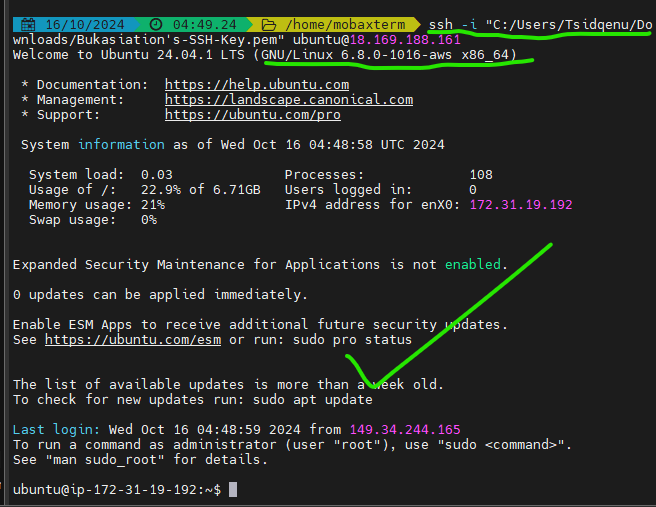 16/10/2024 04:49.24 /home/mobaxterm ssh -i "C:/Users/Tsidqenu/Do
wnloads/Bukasiation's-SSH-Key.pem" ubuntu@18.169.188.161
Welcome to Ubuntu 24.04.1 LTS (GNU/Linux 6.8.0-1016-aws x86_64)
* Documentation: https://help.ubuntu.com
* Management: https://landscape.canonical.com
* Support: https://ubuntu.com/pro
System information as of Wed Oct 16 04:48:58 UTC 2024
System load: 0.03 Processes: 108
Usage of /: 22.9% of 6.71GB Users logged in: 0
Memory usage: 21% IPv4 address for enX0: 172.31.19.192
Swap usage: 0%
Expanded Security Maintenance for Applications is not enabled.
0 updates can be applied immediately.
Enable ESM Apps to receive additional future security updates.
See https://ubuntu.com/esm or run: sudo pro status
The list of available updates is more than a week old.
To check for new updates run: sudo apt update
Last login: Wed Oct 16 04:48:59 2024 from 149.34.244.165
To run a command as administrator (user "root"), use "sudo <command>".
See "man sudo_root" for details.
ubuntu@ip-172-31-19-192:~$